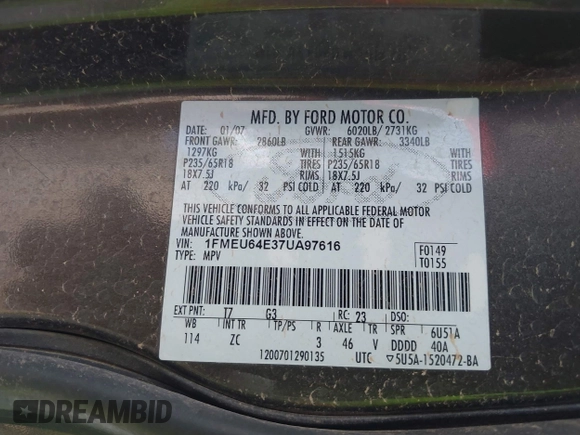 MFD. BY FORD MOTOR CO.
DATE: 01/07 GVWR: 6020LB/ 2731KG
FRONT GAWR: 2860LB REAR GAWR: 3340LB
1297KG WITH 1515KG WITH
P235/65R18 TIRES P235/65R18 TIRES
18X7.5J RIMS 18X7.5J RIMS
AT 220 kPa/ 32 PSI COLD AT 220 kPa/ 32 PSI COLD
THIS VEHICLE CONFORMS TO ALL APPLICABLE FEDERAL MOTOR
VEHICLE SAFETY STANDARDS IN EFFECT ON THE DATE OF
MANUFACTURE SHOWN ABOVE.
VIN: 1FMEU64E37UA97616
TYPE: MPV
F0149
T0155
EXT PNT: T7 G3 RC: 23 DSO:
WB INT TR TP/PS R AXLE TR SPR 6U51A
114 ZC 3 46 V DDDD 40A
1200701290135 UTC ▽5U5A-1520472-BA
DREAMBID